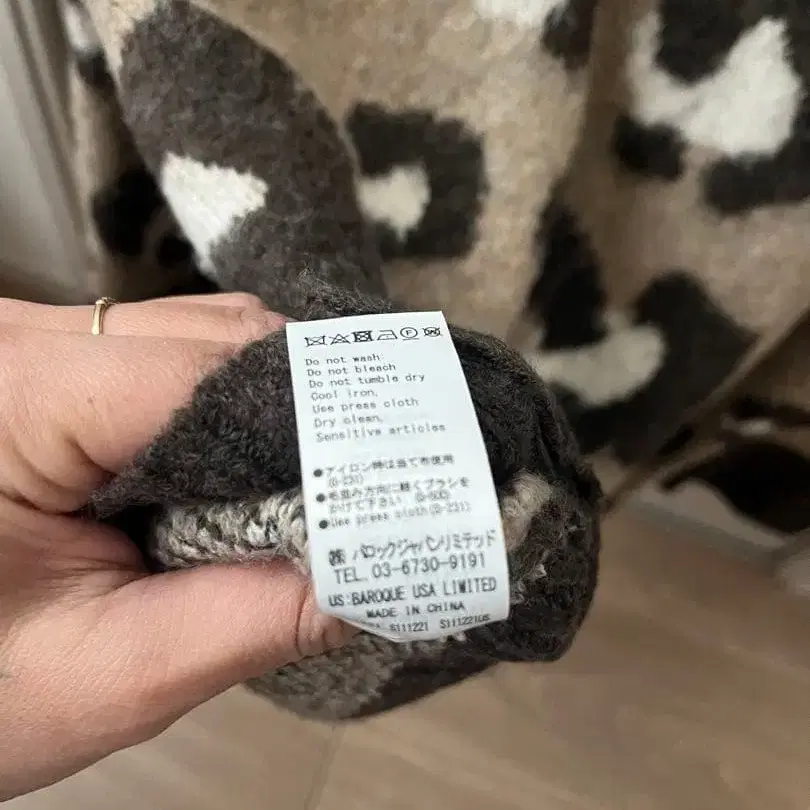 Do not wash
Do not bleach
Do not tumble dry
Cool iron.
Use press cloth
Dry clean.
Sensitive articles
●アイロン時は当て布使用
(G-231)
●毛並み方向に軽くブラシを
かけて下さい (G-502)
●Use press cloth(G-231)
㈱ バロックジャパンリミテッド
TEL. 03-6730-9191
US:BAROQUE USA LIMITED
MADE IN CHINA
S111221 S111221US